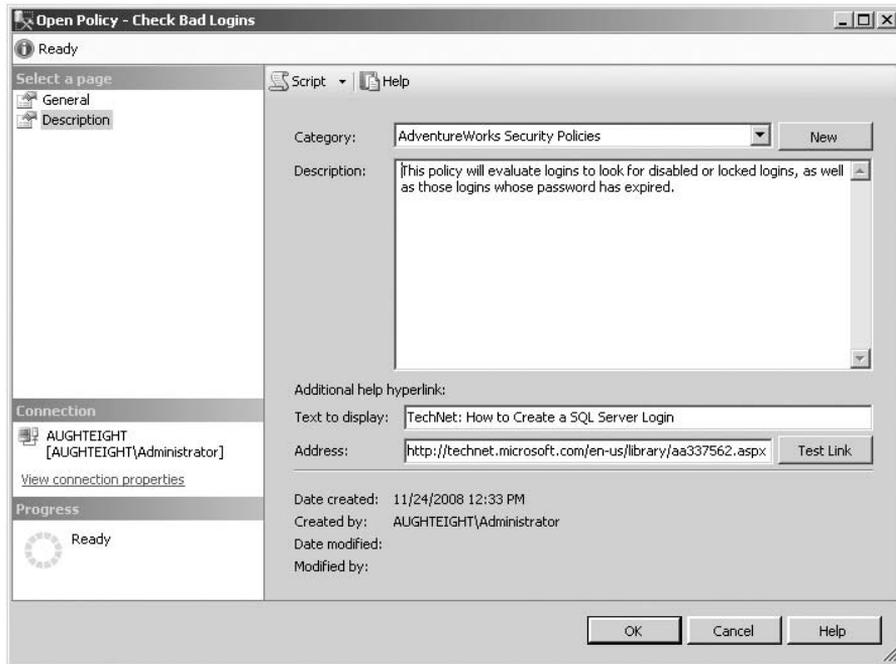 Open Policy - Check Bad Logins
Ready
Select a page
General
Description
Script
Help
Category:
AdventureWorks Security Policies
New
Description:
This policy will evaluate logins to look for disabled or locked logins, as well
as those logins whose password has expired.
Additional help hyperlink:
Text to display:
TechNet: How to Create a SQL Server Login
Address:
http://technet.microsoft.com/en-us/library/aa337562.aspx
Test Link
Date created: 11/24/2008 12:33 PM
Created by: AUGHTEIGHT\Administrator
Date modified:
Modified by:
Connection
AUGHTEIGHT
[AUGHTEIGHT\Administrator]
View connection properties
Progress
Ready
OK
Cancel
Help